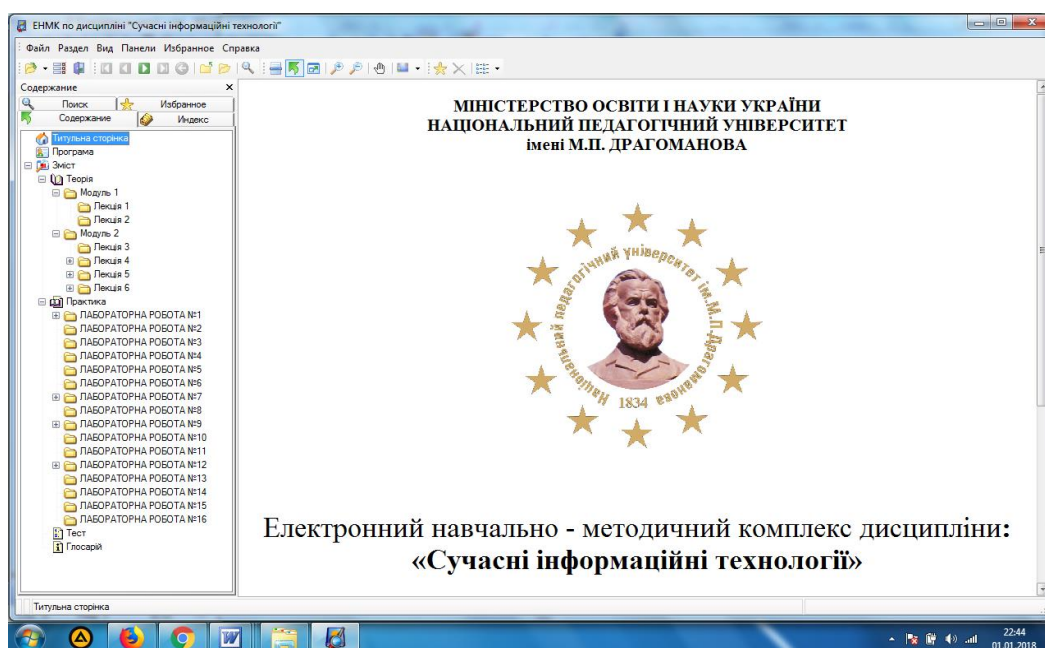 ЕНМК по дисципліні "Сучасні інформаційні технології"
Файл Раздел Вид Панели Избранное Справка
Содержание
Поиск Избранное
Содержание Индекс
Титульна сторінка
Програма
Зміст
Теорія
Модуль 1
Лекція 1
Лекція 2
Модуль 2
Лекція 3
Лекція 4
Лекція 5
Лекція 6
Практика
ЛАБОРАТОРНА РОБОТА №1
ЛАБОРАТОРНА РОБОТА №2
ЛАБОРАТОРНА РОБОТА №3
ЛАБОРАТОРНА РОБОТА №4
ЛАБОРАТОРНА РОБОТА №5
ЛАБОРАТОРНА РОБОТА №6
ЛАБОРАТОРНА РОБОТА №7
ЛАБОРАТОРНА РОБОТА №8
ЛАБОРАТОРНА РОБОТА №9
ЛАБОРАТОРНА РОБОТА №10
ЛАБОРАТОРНА РОБОТА №11
ЛАБОРАТОРНА РОБОТА №12
ЛАБОРАТОРНА РОБОТА №13
ЛАБОРАТОРНА РОБОТА №14
ЛАБОРАТОРНА РОБОТА №15
ЛАБОРАТОРНА РОБОТА №16
Тест
Глосарій
МІНІСТЕРСТВО ОСВІТИ І НАУКИ УКРАЇНИ
НАЦІОНАЛЬНИЙ ПЕДАГОГІЧНИЙ УНІВЕРСИТЕТ
імені М.П. ДРАГОМАНОВА
Національний педагогічний університет ім.М.П.Драгоманова
1834
Електронний навчально - методичний комплекс дисципліни:
«Сучасні інформаційні технології»
Титульна сторінка
22:44
01.01.2018